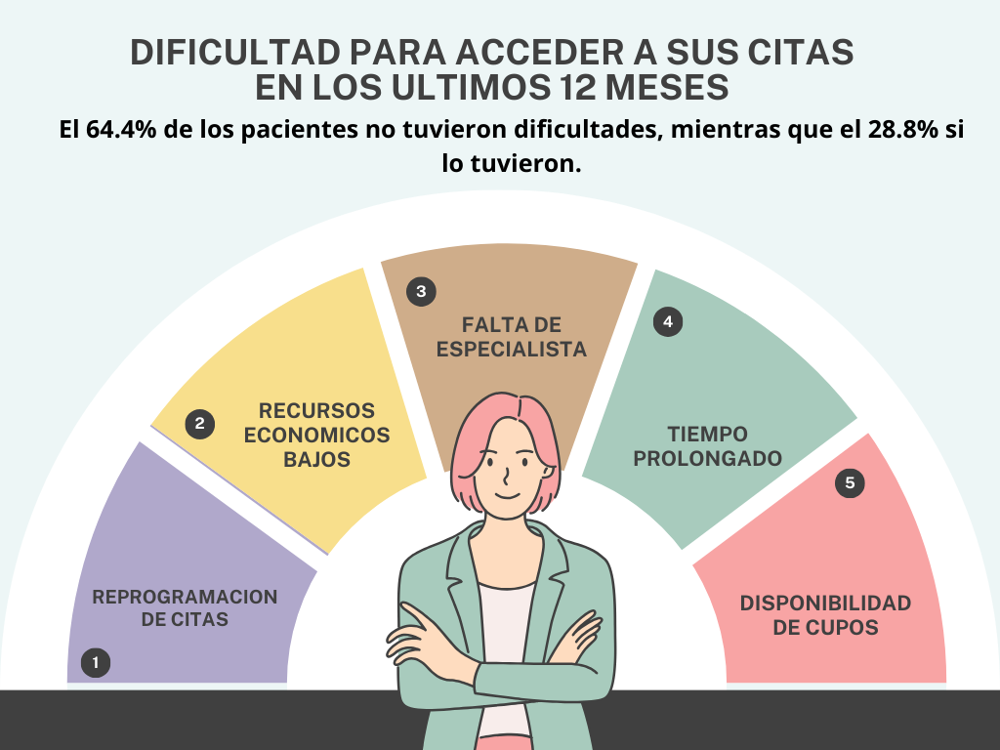 DIFICULTAD PARA ACCEDER A SUS CITAS
EN LOS ULTIMOS 12 MESES
El 64.4% de los pacientes no tuvieron dificultades, mientras que el 28.8% si
lo tuvieron.
1
REPROGRAMACION
DE CITAS
2
RECURSOS
ECONOMICOS
BAJOS
3
FALTA DE
ESPECIALISTA
4
TIEMPO
PROLONGADO
5
DISPONIBILIDAD
DE CUPOS